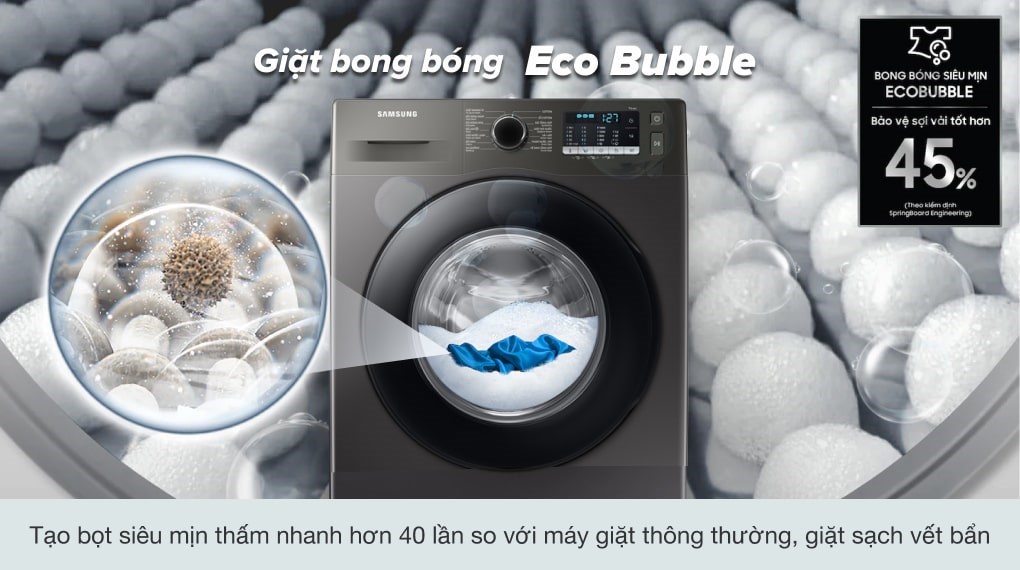 Giặt bong bóng Eco Bubble
BONG BÓNG SIÊU MỊN
ECOBUBBLE
Bảo vệ sợi vải tốt hơn
45%
(Theo kiểm định
SpringBoard Engineering)
SAMSUNG
1:27
Tạo bọt siêu mịn thấm nhanh hơn 40 lần so với máy giặt thông thường, giặt sạch vết bẩn